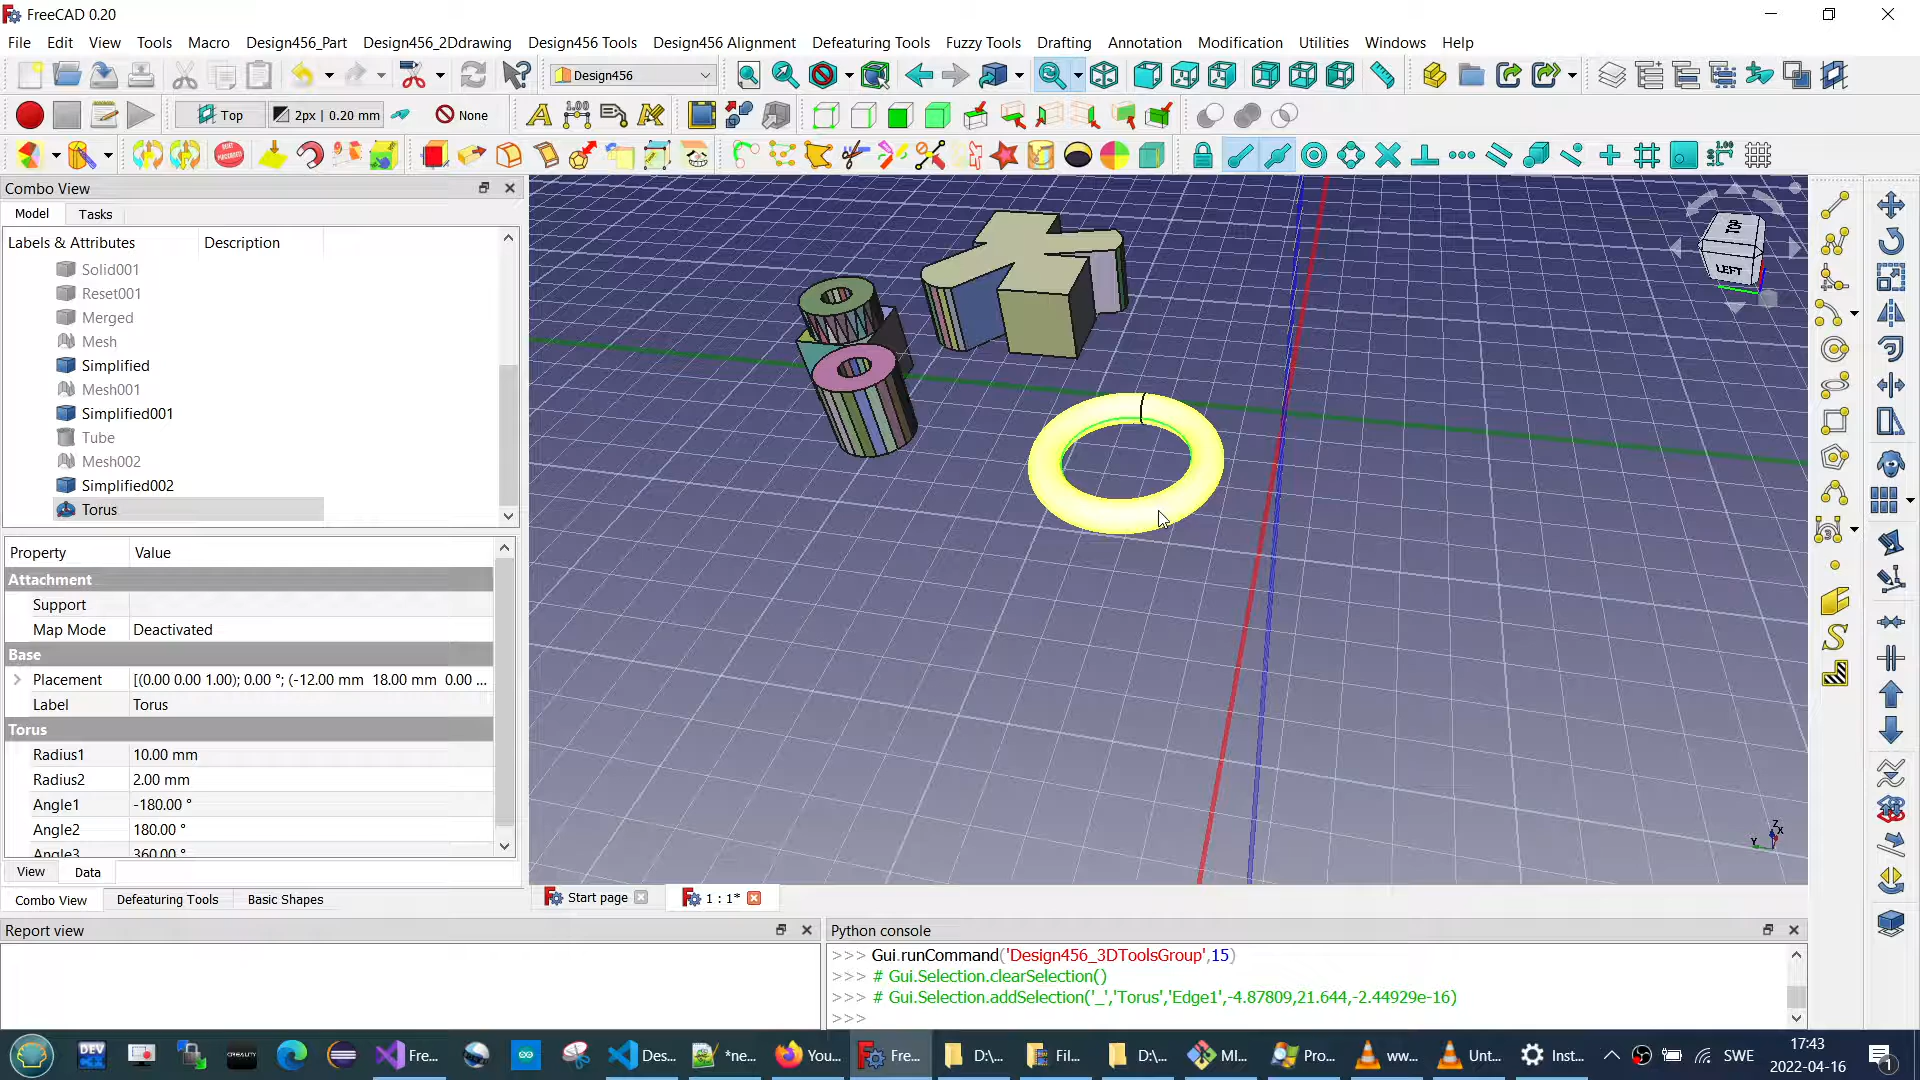 FreeCAD 0.20
File Edit View Tools Macro Design456_Part Design456_2Ddrawing Design456 Tools Design456 Alignment Defeaturing Tools Fuzzy Tools Drafting Annotation Modification Utilities Windows Help
Design456
Top 2px | 0.20 mm None
Combo View
Model Tasks
Labels & Attributes Description
Solid001
Reset001
Merged
Mesh
Simplified
Mesh001
Simplified001
Tube
Mesh002
Simplified002
Torus
LEFT
Property Value
Attachment
Support
Map Mode Deactivated
Base
Placement [(0.00 0.00 1.00); 0.00 °; (-12.00 mm 18.00 mm 0.00 ...
Label Torus
Torus
Radius1 10.00 mm
Radius2 2.00 mm
Angle1 -180.00 °
Angle2 180.00 °
Angle3 360.00 °
Z
X
Y
View Data
Combo View Defeaturing Tools Basic Shapes
Start page 1 : 1*
Report view
Python console
>>> Gui.runCommand('Design456_3DToolsGroup',15)
>>> # Gui.Selection.clearSelection()
>>> # Gui.Selection.addSelection('_','Torus','Edge1',-4.87809,21.644,-2.44929e-16)
>>>
DEV CREALITY Fre... Des... *ne... You... Fre... D:\... Fil... D:\... MI... Pro... ww... Unt... Inst... SWE
17:43
2022-04-16
1